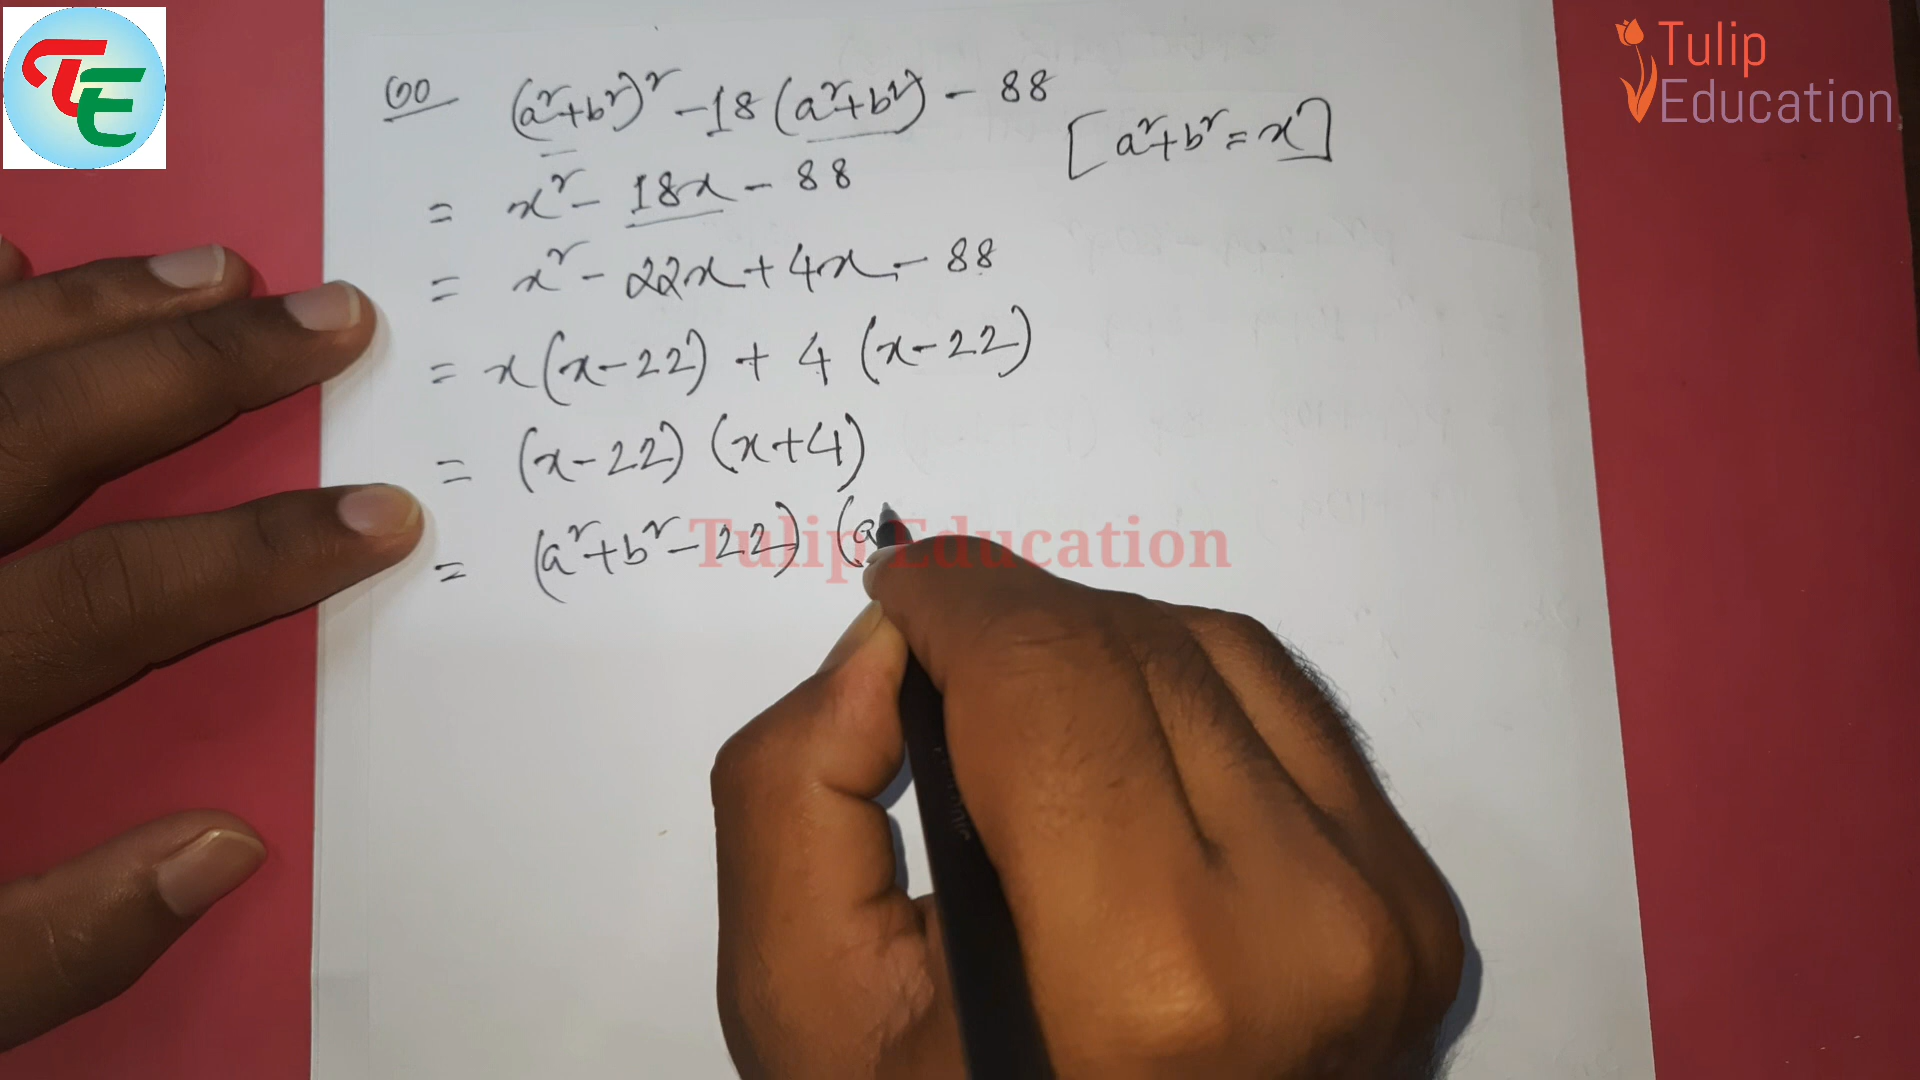 TE
Tulip
Education
৩০ (a²+b²)² - 18 (a²+b²) - 88
[a²+b² = x]
= x² - 18x - 88
= x² - 22x + 4x - 88
= x(x-22) + 4 (x-22)
= (x-22) (x+4)
= (a²+b²-22) (a
Tulip Education